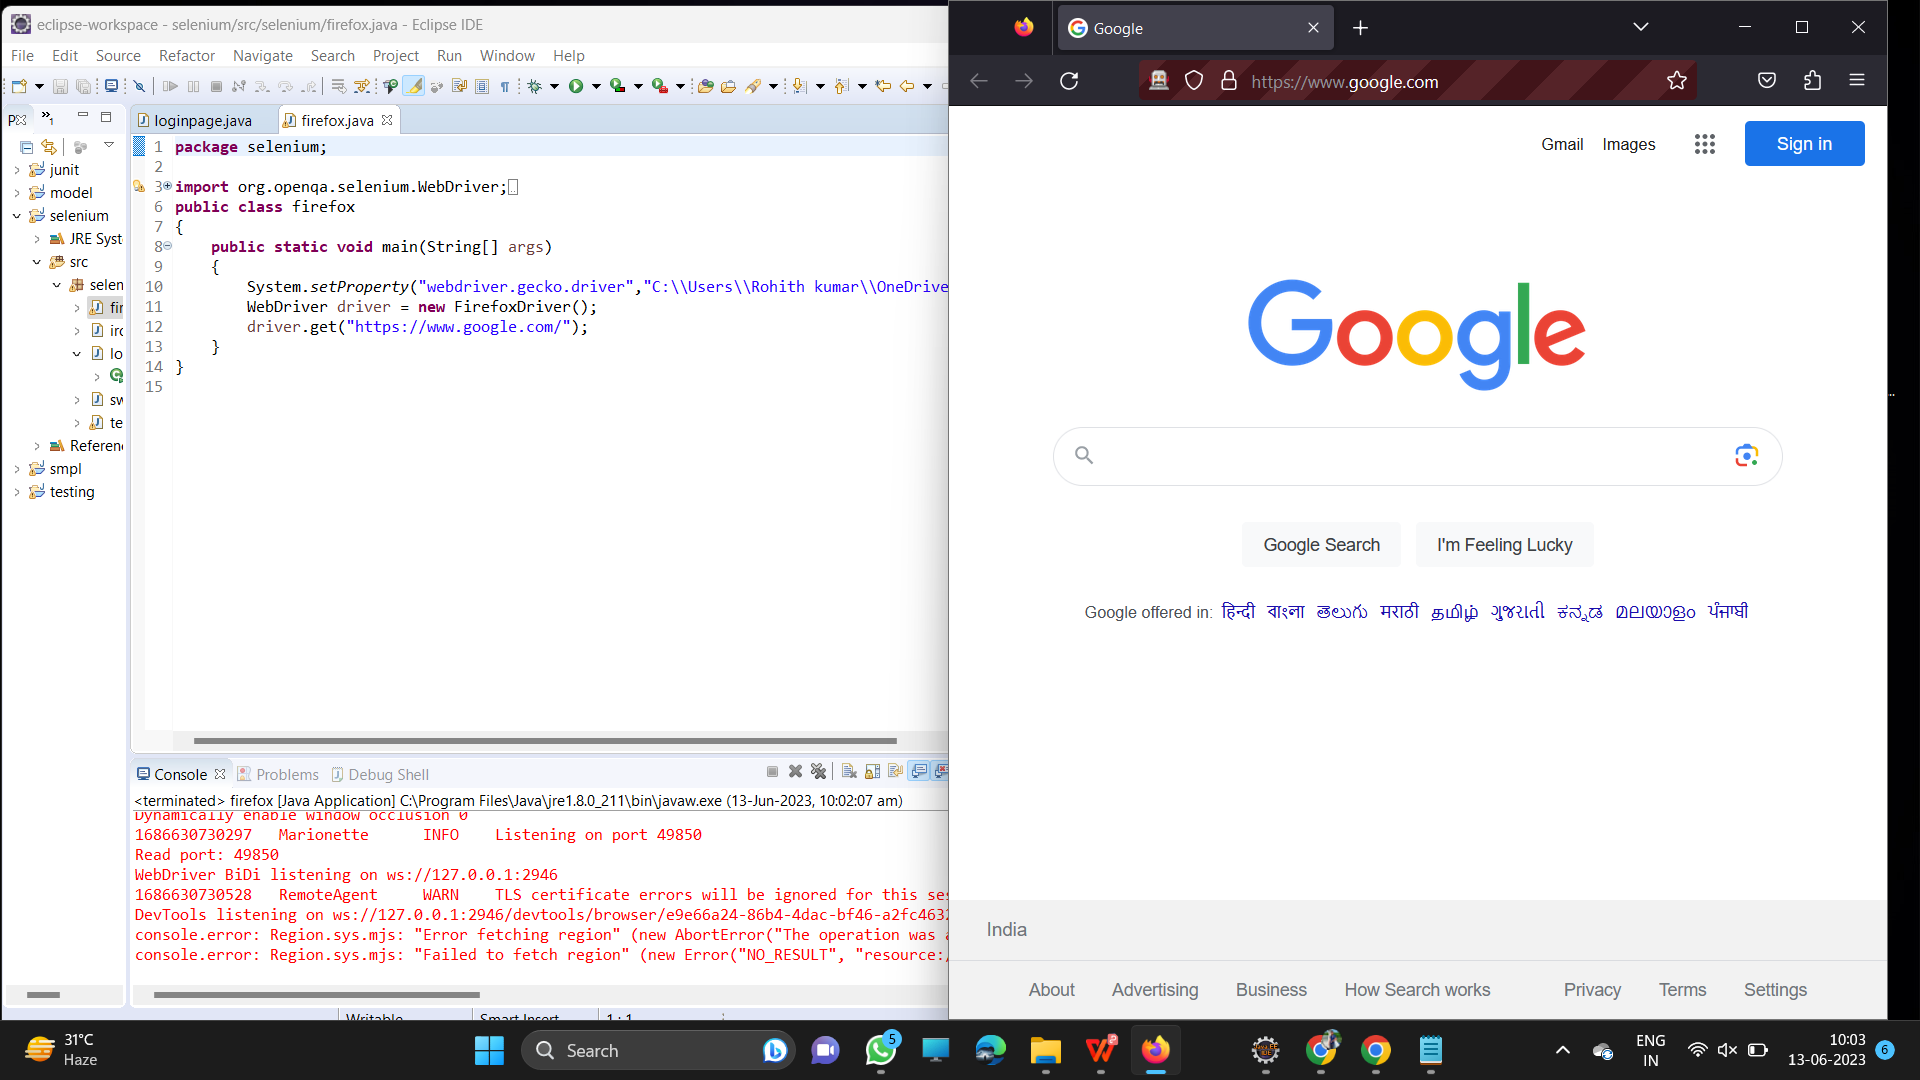 eclipse-workspace - selenium/src/selenium/firefox.java - Eclipse IDE
File Edit Source Refactor Navigate Search Project Run Window Help
loginpage.java
firefox.java
junit
model
selenium
JRE Syst
src
selen
fir
irc
lo
sw
te
Referen
smpl
testing
1 package selenium;
2
3 import org.openqa.selenium.WebDriver;
6 public class firefox
7 {
8 public static void main(String[] args)
9 {
10 System.setProperty("webdriver.gecko.driver","C:\\Users\\Rohith kumar\\OneDrive
11 WebDriver driver = new FirefoxDriver();
12 driver.get("https://www.google.com/");
13 }
14 }
15
Console Problems Debug Shell
<terminated> firefox [Java Application] C:\Program Files\Java\jre1.8.0_211\bin\javaw.exe (13-Jun-2023, 10:02:07 am)
Dynamically enable window occlusion 0
1686630730297 Marionette INFO Listening on port 49850
Read port: 49850
WebDriver BiDi listening on ws://127.0.0.1:2946
1686630730528 RemoteAgent WARN TLS certificate errors will be ignored for this ses
DevTools listening on ws://127.0.0.1:2946/devtools/browser/e9e66a24-86b4-4dac-bf46-a2fc4632
console.error: Region.sys.mjs: "Error fetching region" (new AbortError("The operation was a
console.error: Region.sys.mjs: "Failed to fetch region" (new Error("NO_RESULT", "resource:/
Writable Smart Insert 1 : 1
Google
https://www.google.com
Gmail Images Sign in
Google
Google Search I'm Feeling Lucky
Google offered in: हिन्दी বাংলা తెలుగు मराठी தமிழ் ગુજરાતી ಕನ್ನಡ മലയാളം ਪੰਜਾਬੀ
India
About Advertising Business How Search works Privacy Terms Settings
31°C
Haze
Search
5
ENG
IN
10:03
13-06-2023
6